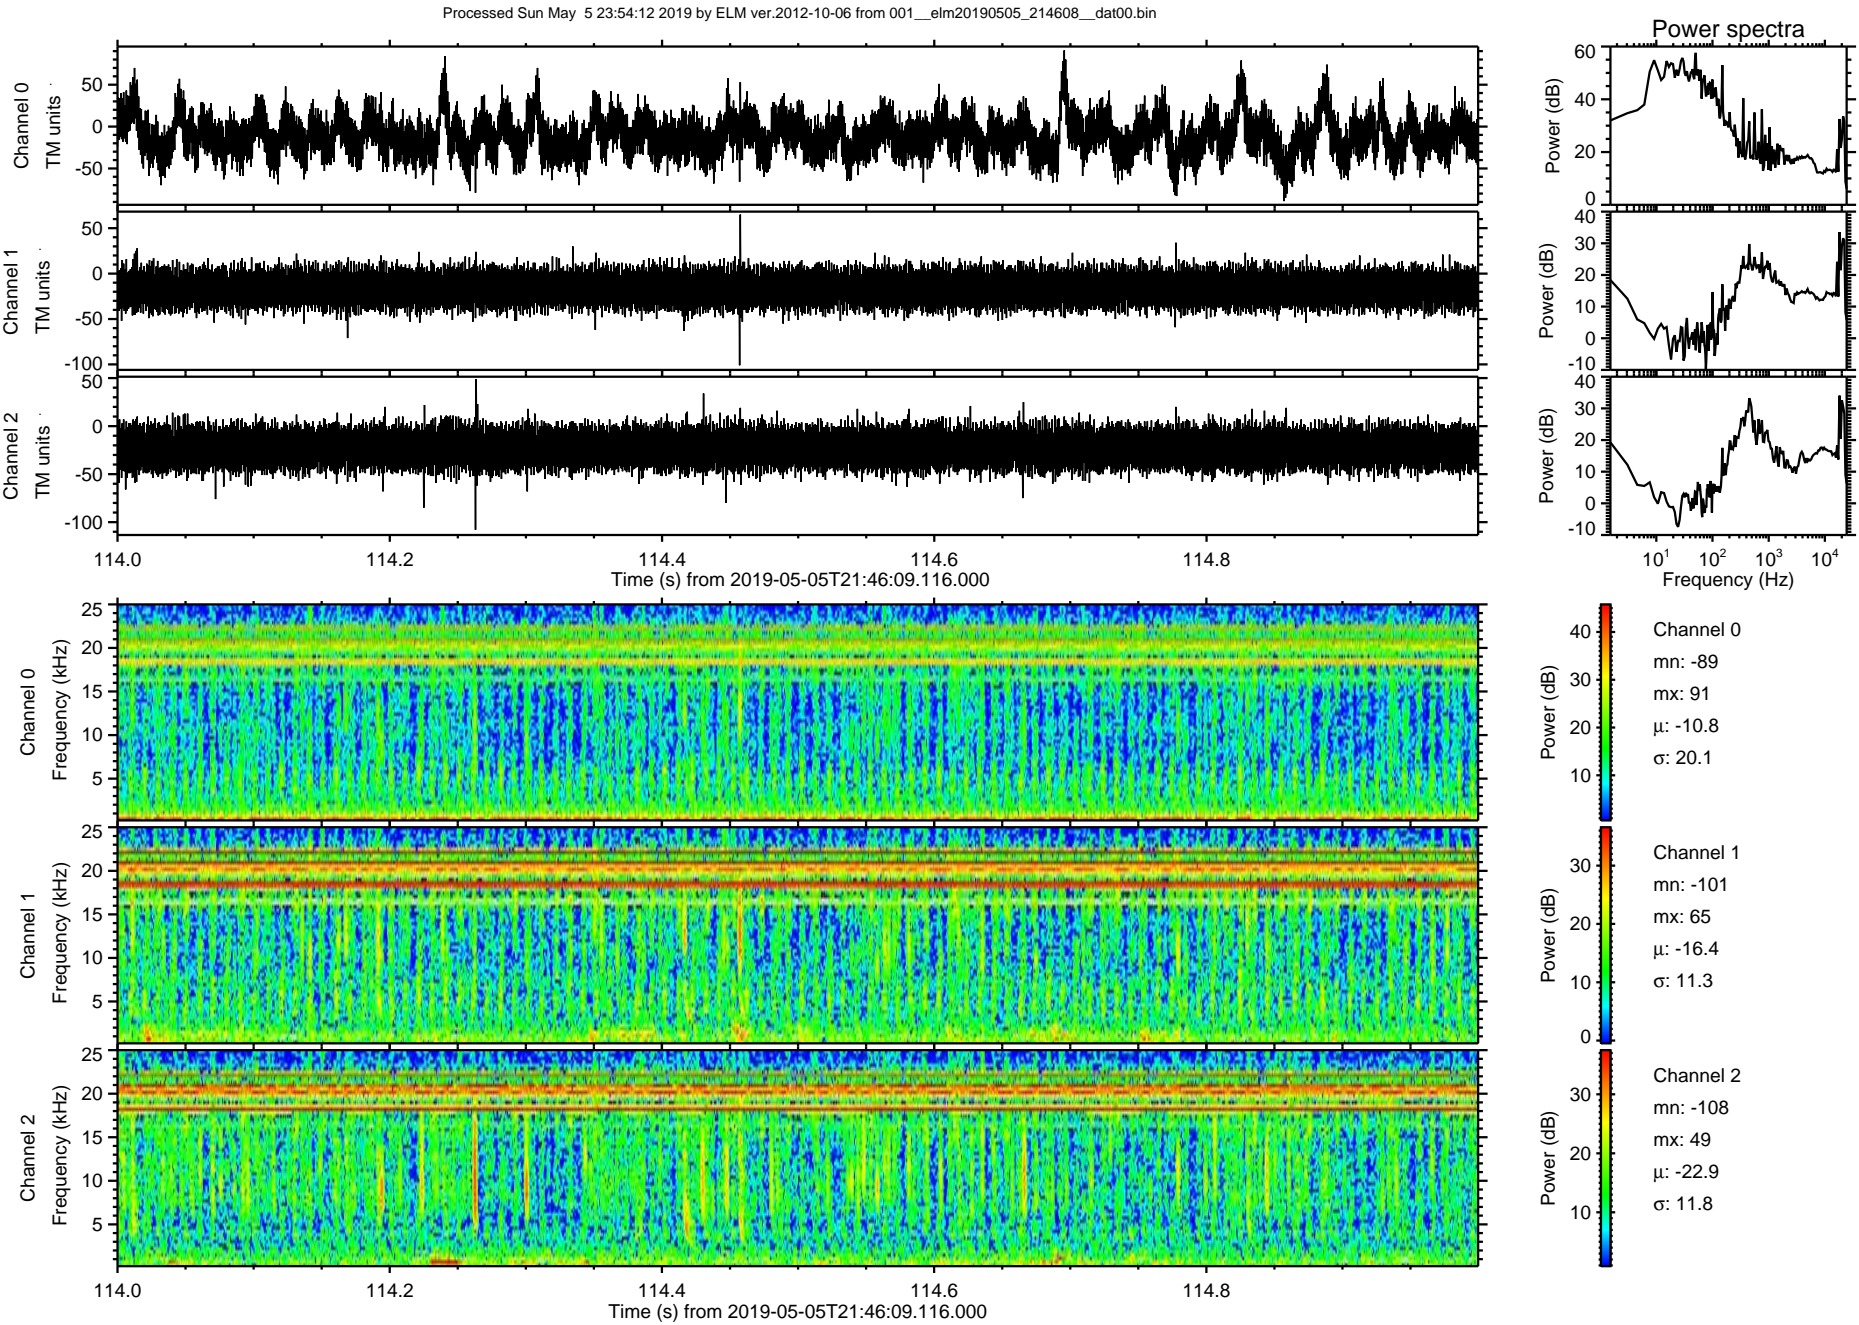 Processed Sun May  5 23:54:12 2019 by ELM ver.2012-10-06 from 001__elm20190505_214608__dat00.bin
Power spectra
Channel 0
TM units
50
0
-50
Power (dB)
60
40
20
0
Channel 1
TM units
50
0
-50
-100
Power (dB)
40
30
20
10
0
-10
Channel 2
TM units
50
0
-50
-100
Power (dB)
40
30
20
10
0
-10
114.0 114.2 114.4 114.6 114.8
Time (s) from 2019-05-05T21:46:09.116.000
10^1 10^2 10^3 10^4
Frequency (Hz)
Channel 0
Frequency (kHz)
25
20
15
10
5
Power (dB)
40
30
20
10
Channel 0
mn: -89
mx: 91
μ: -10.8
σ: 20.1
Channel 1
Frequency (kHz)
25
20
15
10
5
Power (dB)
30
20
10
0
Channel 1
mn: -101
mx: 65
μ: -16.4
σ: 11.3
Channel 2
Frequency (kHz)
25
20
15
10
5
Power (dB)
30
20
10
Channel 2
mn: -108
mx: 49
μ: -22.9
σ: 11.8
114.0 114.2 114.4 114.6 114.8
Time (s) from 2019-05-05T21:46:09.116.000